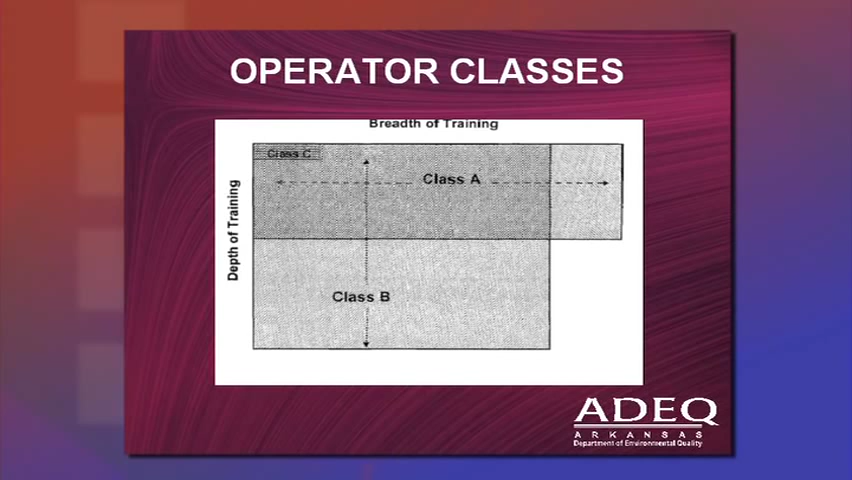 OPERATOR CLASSES
Breadth of Training
Class C
Class A
Depth of Training
Class B
ADEQ
ARKANSAS
Department of Environmental Quality